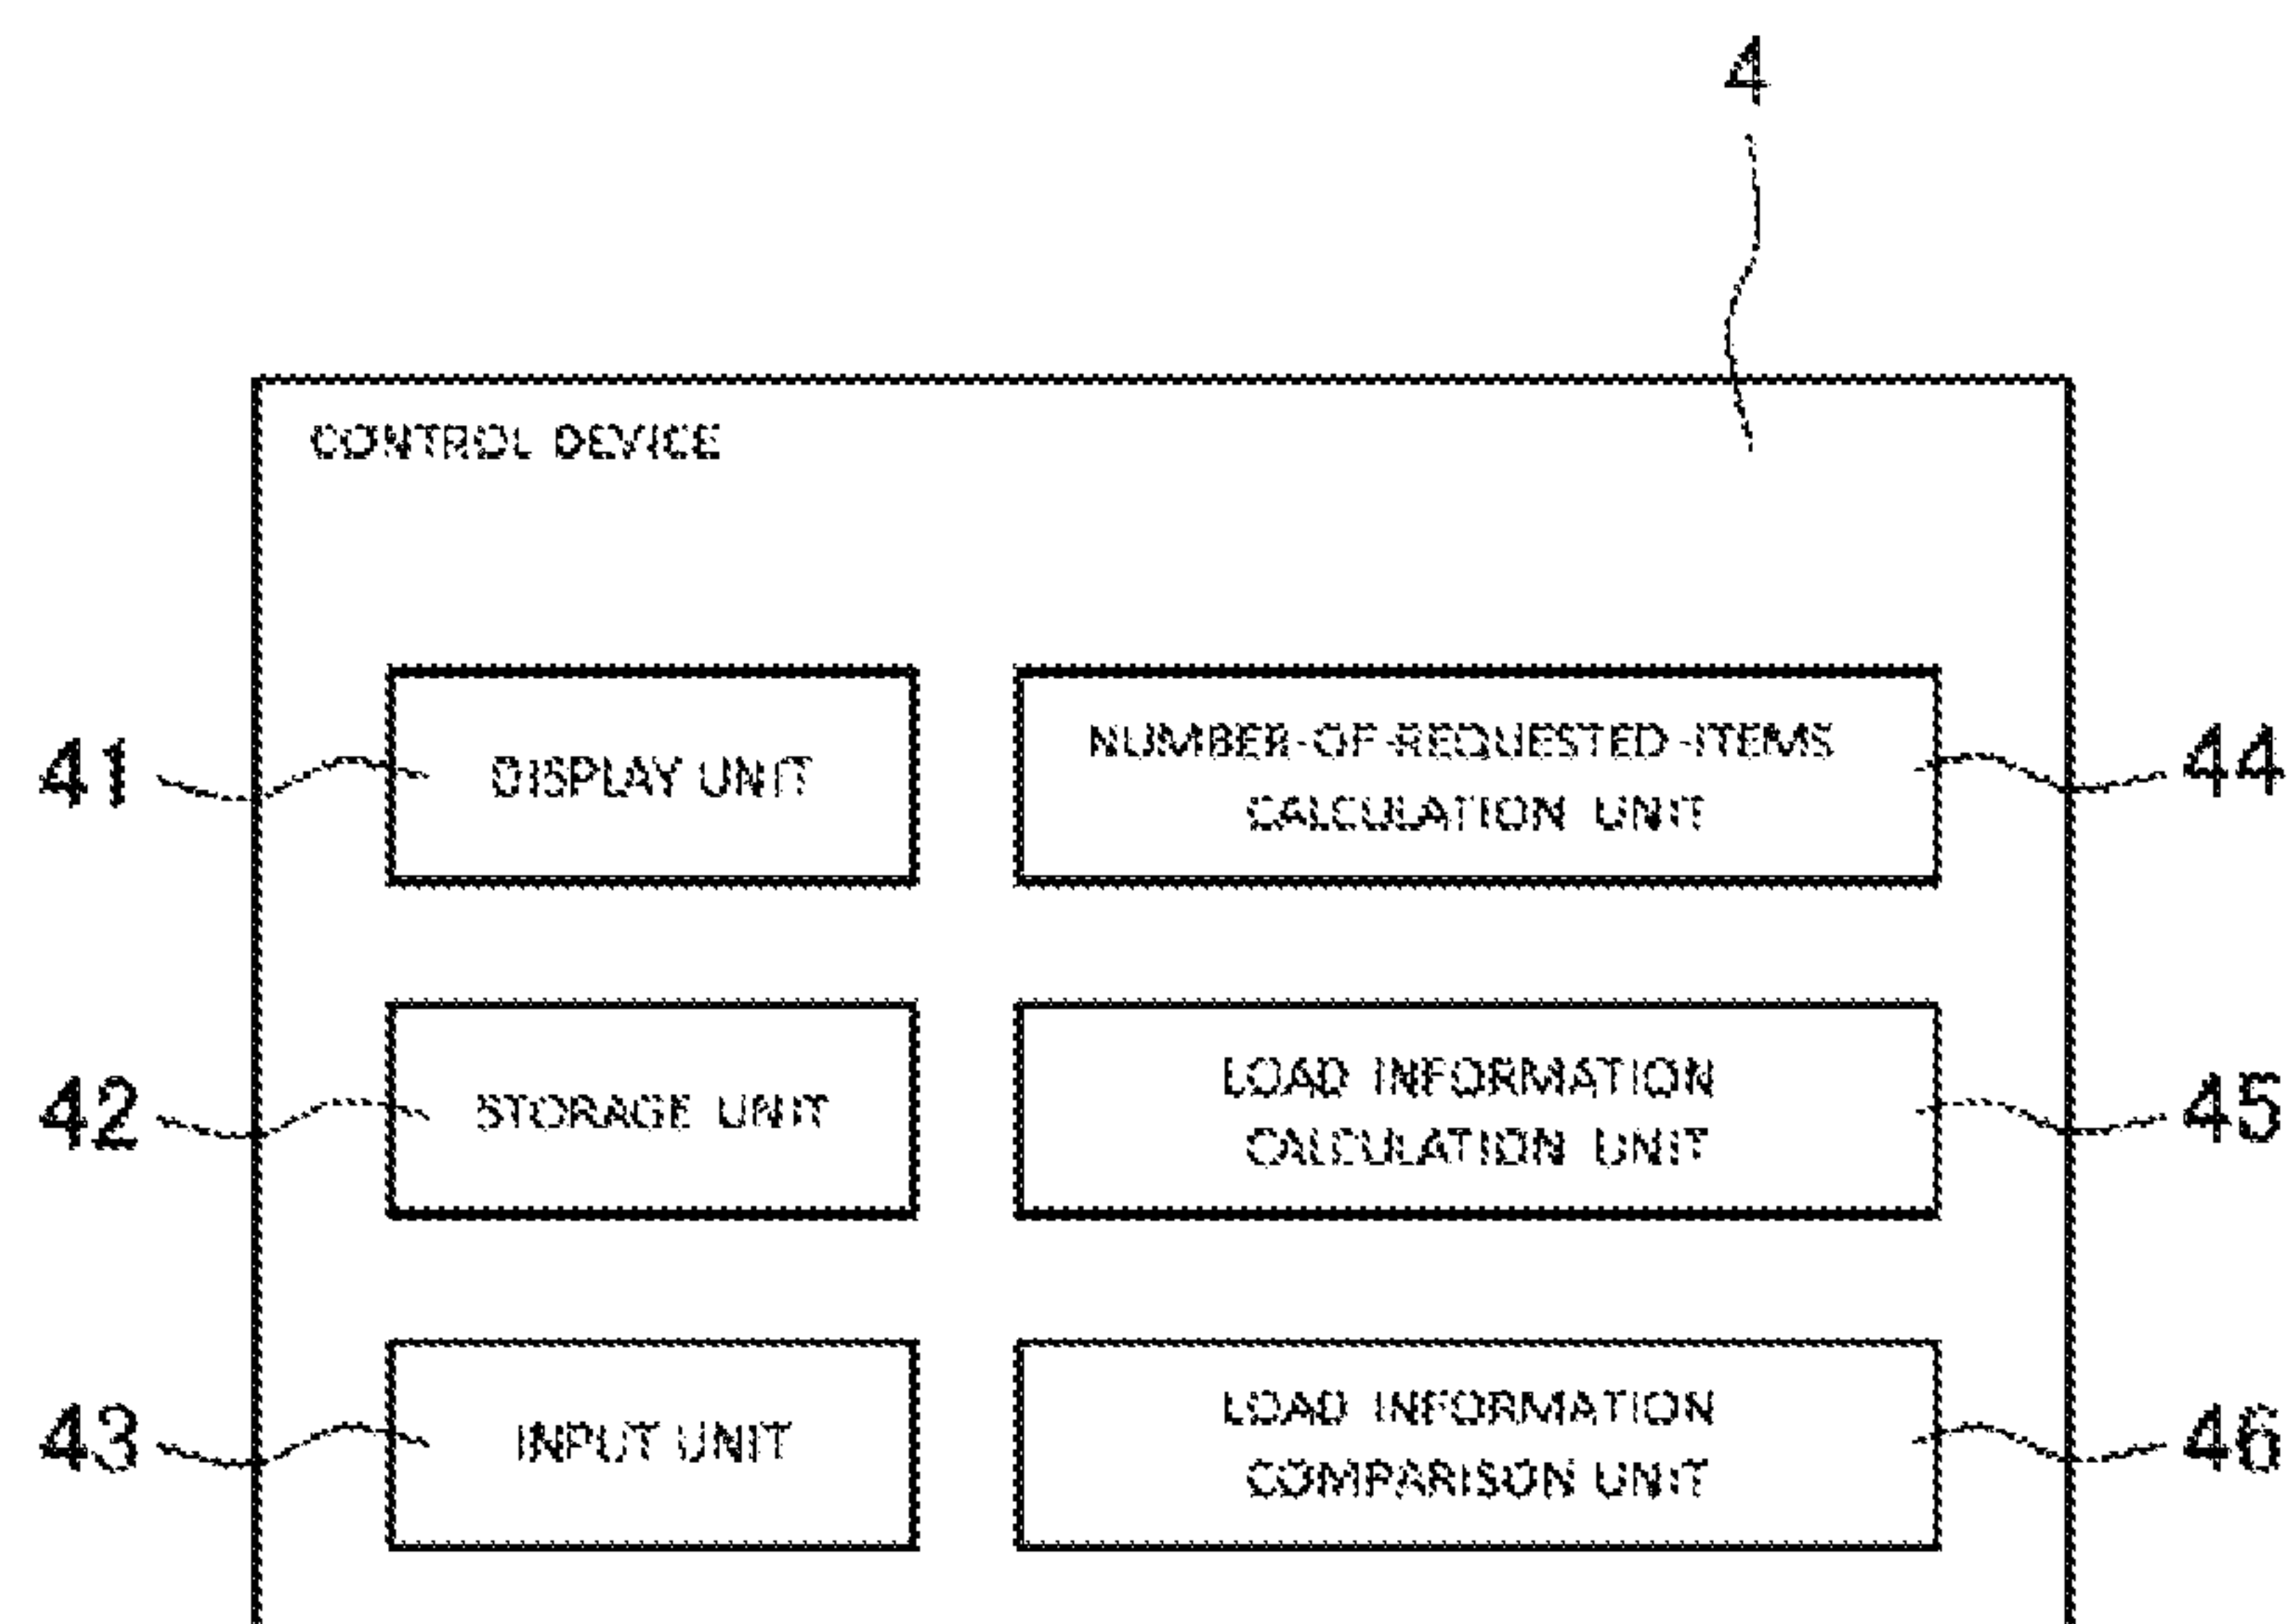 4
CONTROL DEVICE
41
DISPLAY UNIT
NUMBER-OF-REQUESTED-ITEMS
CALCULATION UNIT
44
42
STORAGE UNIT
LOAD INFORMATION
CALCULATION UNIT
45
43
INPUT UNIT
LOAD INFORMATION
COMPARISON UNIT
46